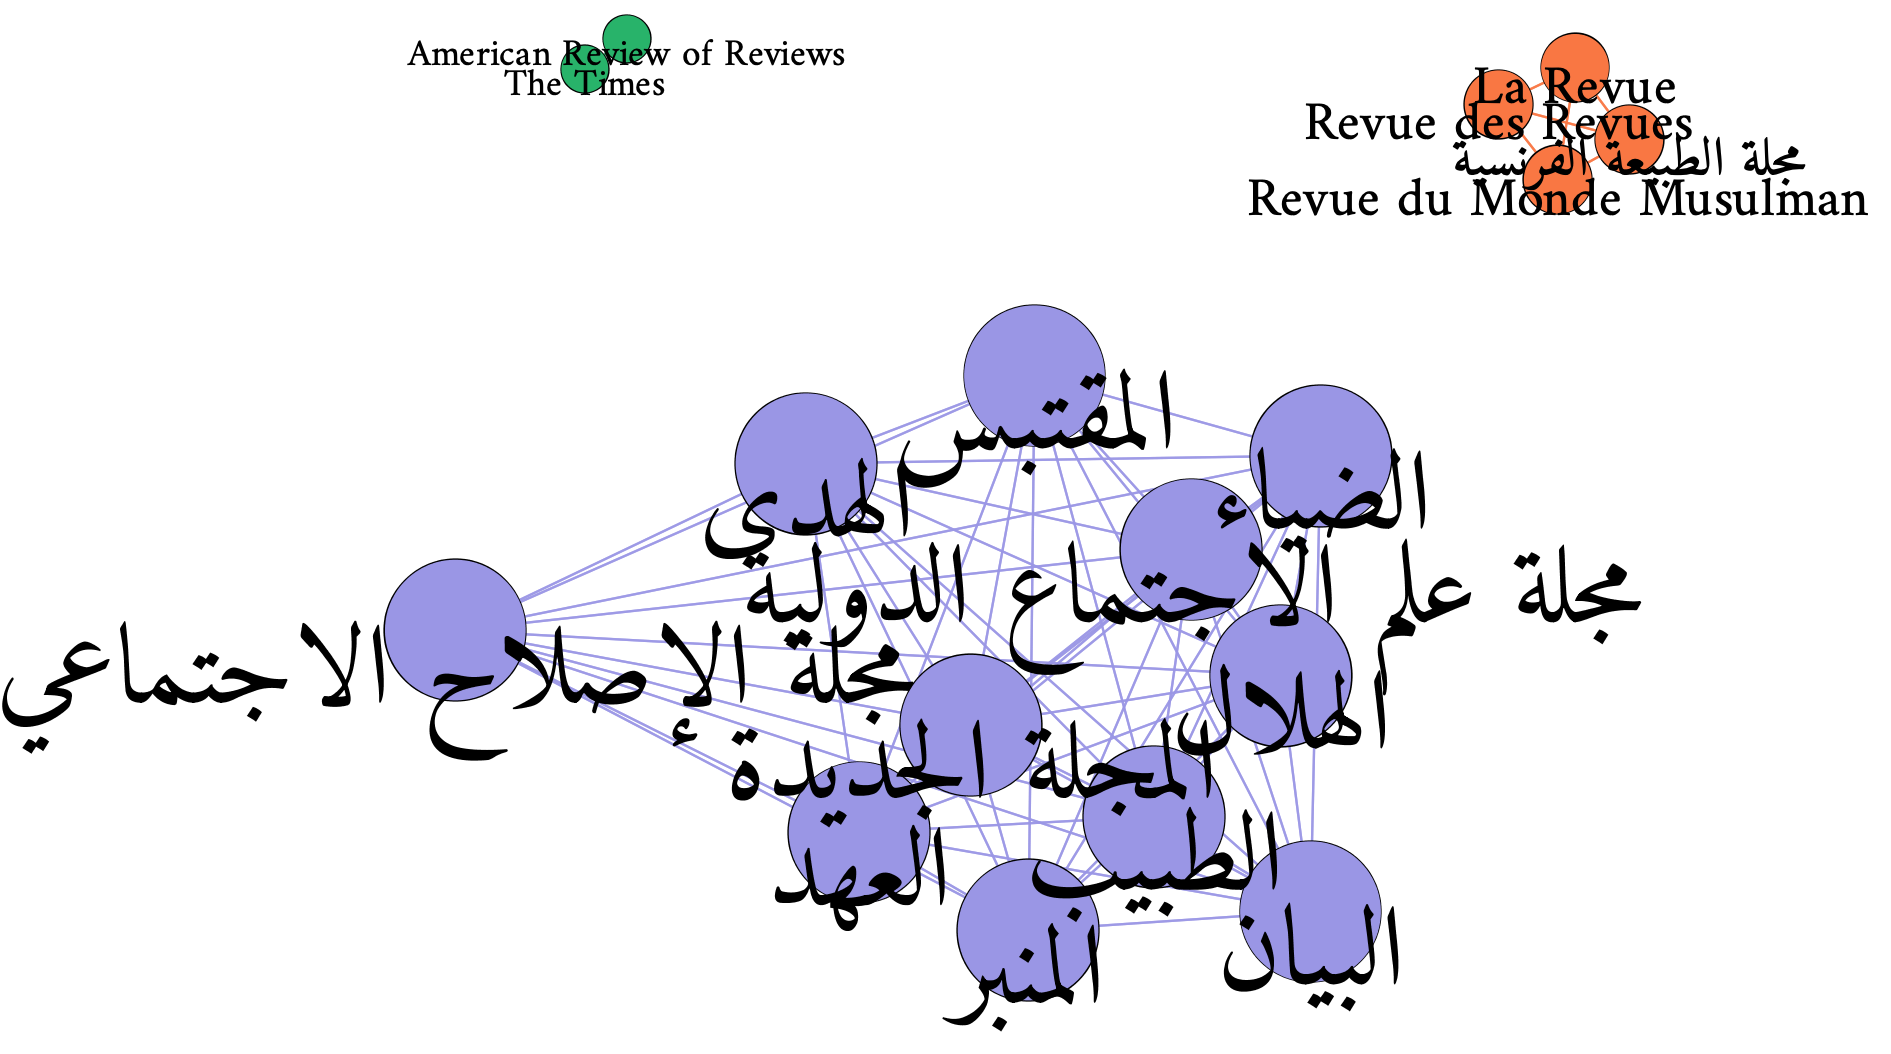 American Review of Reviews
The Times
La Revue
Revue des Revues
مجلة الطبيعة الفرنسية
Revue du Monde Musulman
المقتبس
الضياء
الهدي
مجلة علم الاجتماع الدولية
مجلة الإصلاح الاجتماعي
الهلال
المجلة الجديدة
الطبيب
العهد
البيان
المنبر